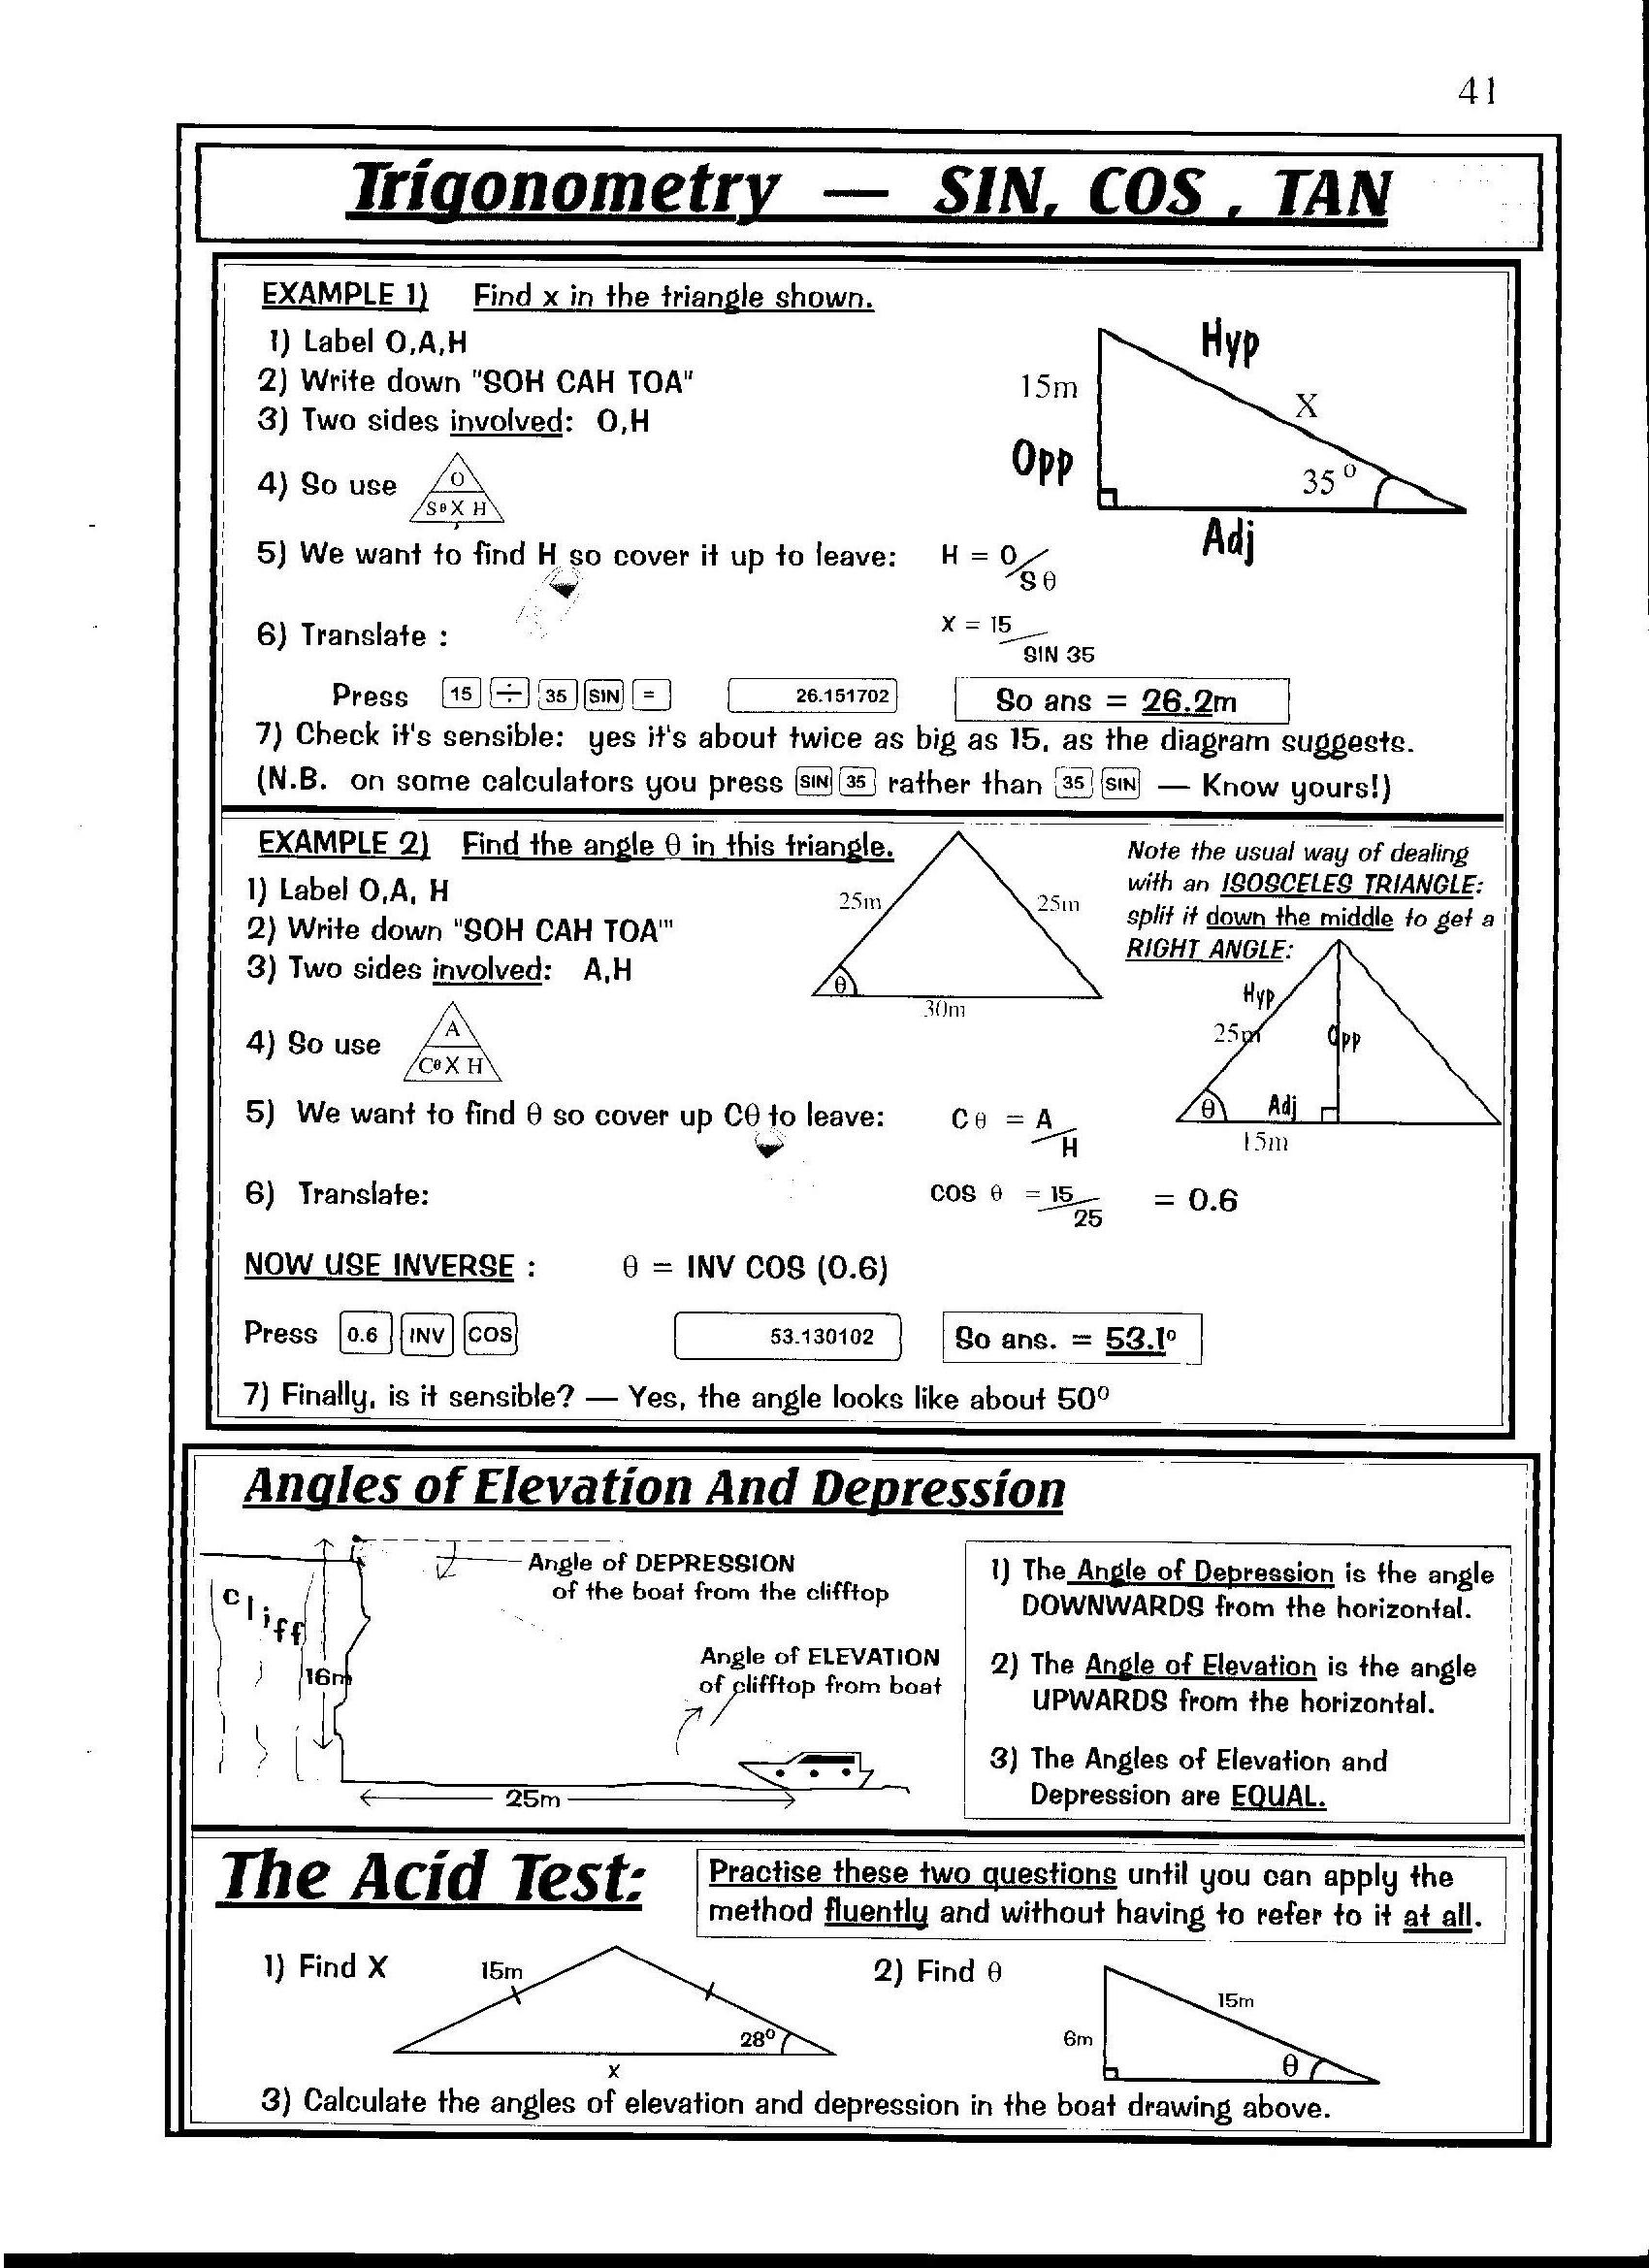 41
Trigonometry — SIN, COS , TAN
EXAMPLE 1) Find x in the triangle shown.
1) Label O,A,H
2) Write down "SOH CAH TOA"
3) Two sides involved: O,H
4) So use
O
Sθ X H
Hyp
15m
X
Opp
35°
Adj
5) We want to find H so cover it up to leave: H = O/Sθ
6) Translate : X = 15/SIN 35
Press 15 ÷ 35 SIN = 26.151702 So ans = 26.2m
7) Check it's sensible: yes it's about twice as big as 15, as the diagram suggests.
(N.B. on some calculators you press SIN 35 rather than 35 SIN — Know yours!)
EXAMPLE 2) Find the angle θ in this triangle.
1) Label O,A, H
2) Write down "SOH CAH TOA'"
3) Two sides involved: A,H
4) So use
A
Cθ X H
25m
25m
θ
30m
Note the usual way of dealing
with an ISOSCELES TRIANGLE:
split it down the middle to get a
RIGHT ANGLE:
Hyp
25m
Opp
θ
Adj
15m
5) We want to find θ so cover up Cθ to leave: C θ = A/H
6) Translate: COS θ = 15/25 = 0.6
NOW USE INVERSE : θ = INV COS (0.6)
Press 0.6 INV COS 53.130102 So ans. = 53.1°
7) Finally, is it sensible? — Yes, the angle looks like about 50°
Angles of Elevation And Depression
Cliff
16m
Angle of DEPRESSION
of the boat from the clifftop
Angle of ELEVATION
of clifftop from boat
25m
1) The Angle of Depression is the angle
DOWNWARDS from the horizontal.
2) The Angle of Elevation is the angle
UPWARDS from the horizontal.
3) The Angles of Elevation and
Depression are EQUAL.
The Acid Test:
Practise these two questions until you can apply the
method fluently and without having to refer to it at all.
1) Find X
15m
28°
x
2) Find θ
15m
6m
θ
3) Calculate the angles of elevation and depression in the boat drawing above.